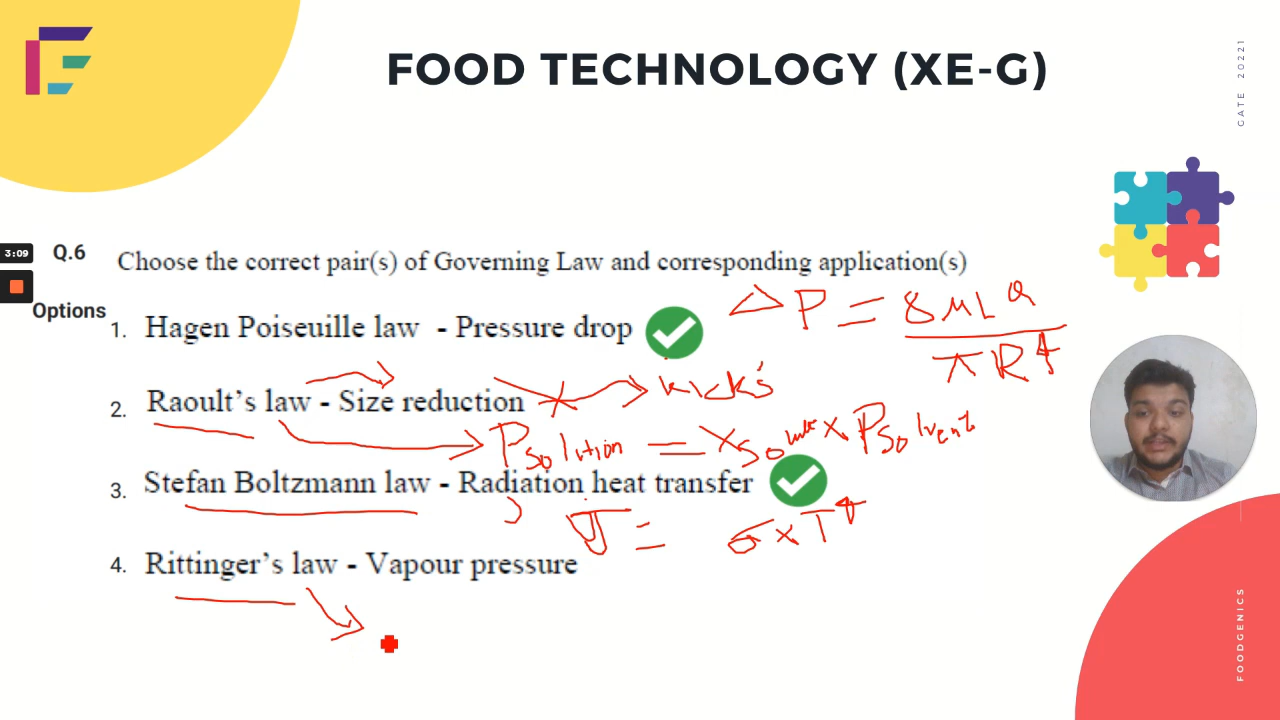 FOOD TECHNOLOGY (XE-G)
GATE 20221
3:09
Q.6 Choose the correct pair(s) of Governing Law and corresponding application(s)
Options
1. Hagen Poiseuille law - Pressure drop
ΔP = 8μLQ / πR4
2. Raoult's law - Size reduction
kick's
Psolution = Xsolute x Psolvent
3. Stefan Boltzmann law - Radiation heat transfer
J = σ x T4
4. Rittinger's law - Vapour pressure
FOODGENICS